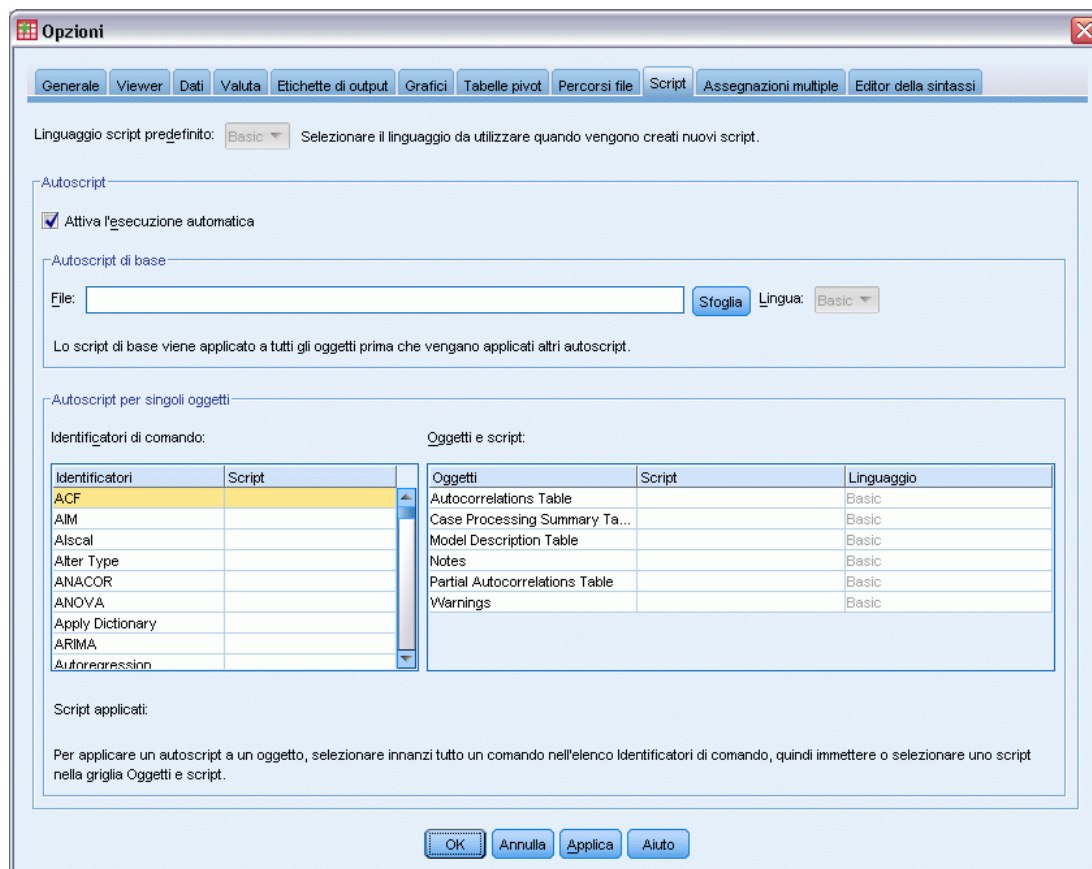 Opzioni
Generale Viewer Dati Valuta Etichette di output Grafici Tabelle pivot Percorsi file Script Assegnazioni multiple Editor della sintassi
Linguaggio script predefinito: Basic Selezionare il linguaggio da utilizzare quando vengono creati nuovi script.
Autoscript
Attiva l'esecuzione automatica
Autoscript di base
File: Sfoglia Lingua: Basic
Lo script di base viene applicato a tutti gli oggetti prima che vengano applicati altri autoscript.
Autoscript per singoli oggetti
Identificatori di comando:
Identificatori Script
ACF
AIM
Alscal
Alter Type
ANACOR
ANOVA
Apply Dictionary
ARIMA
Autoregression
Oggetti e script:
Oggetti Script Linguaggio
Autocorrelations Table Basic
Case Processing Summary Ta... Basic
Model Description Table Basic
Notes Basic
Partial Autocorrelations Table Basic
Warnings Basic
Script applicati:
Per applicare un autoscript a un oggetto, selezionare innanzi tutto un comando nell'elenco Identificatori di comando, quindi immettere o selezionare uno script
nella griglia Oggetti e script.
OK Annulla Applica Aiuto